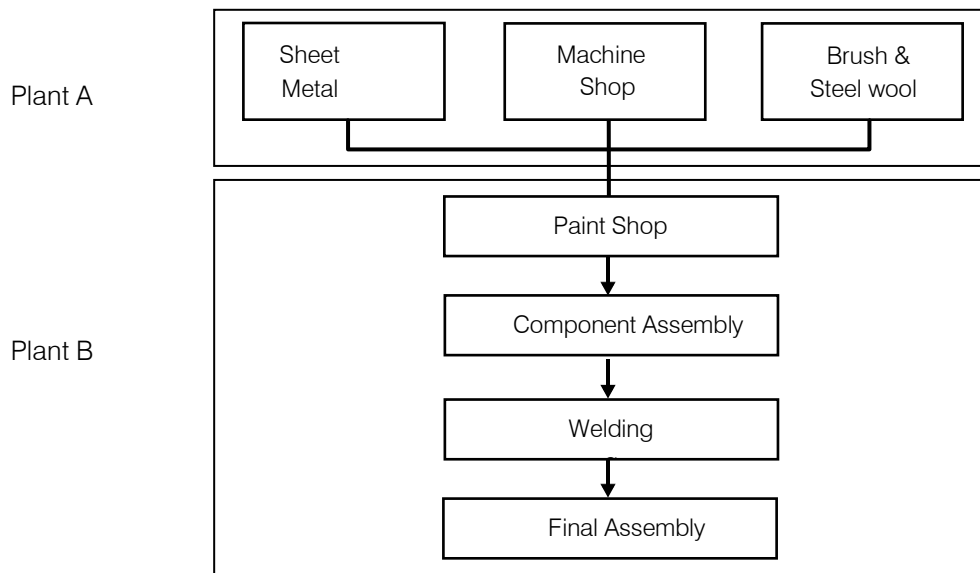 Plant A
Sheet
Metal
Machine
Shop
Brush &
Steel wool
Plant B
Paint Shop
Component Assembly
Welding
Final Assembly